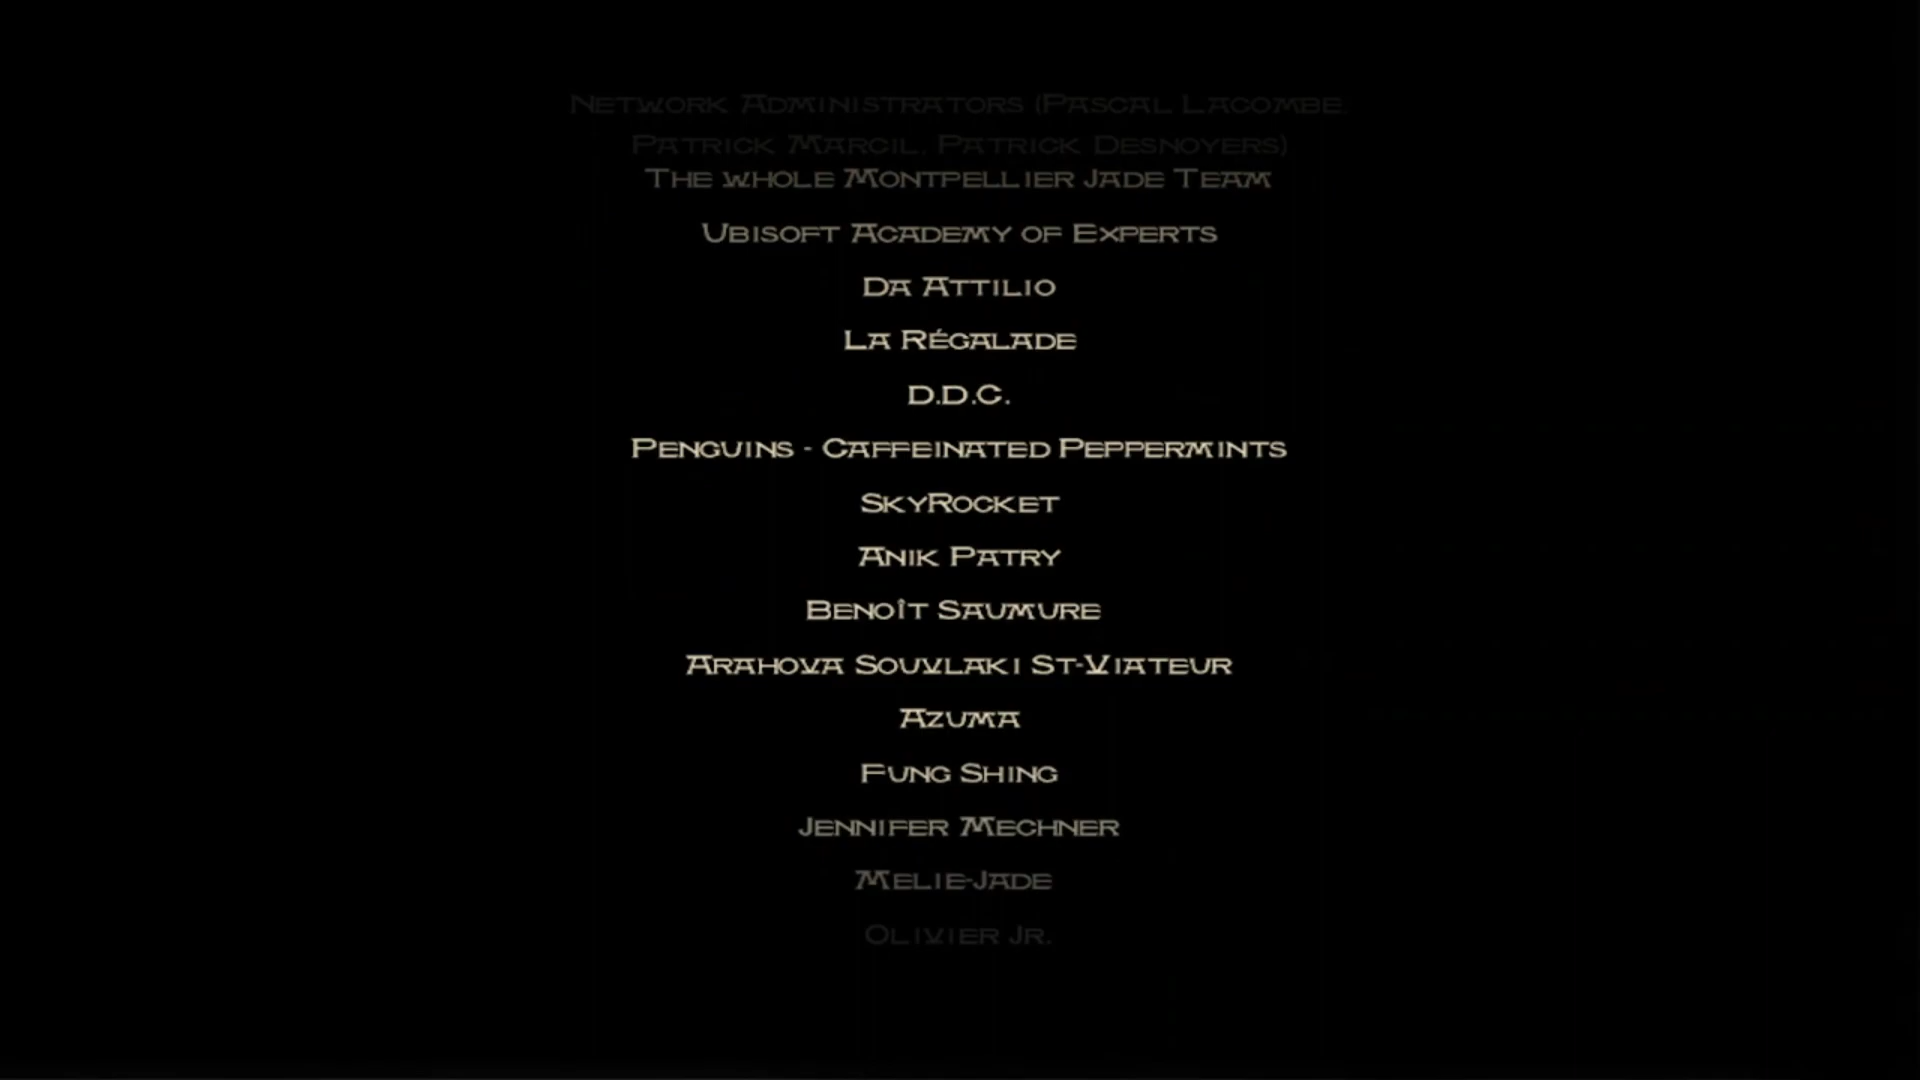 Network Administrators (Pascal Lacombe,
Patrick Marcil, Patrick Desnoyers)
The whole Montpellier Jade Team
Ubisoft Academy of Experts
Da Attilio
La Régalade
D.D.C.
Penguins - Caffeinated Peppermints
SkyRocket
Anik Patry
Benoît Saumure
Arahova Souvlaki St-Viateur
Azuma
Fung Shing
Jennifer Mechner
Melie-Jade
Olivier Jr.